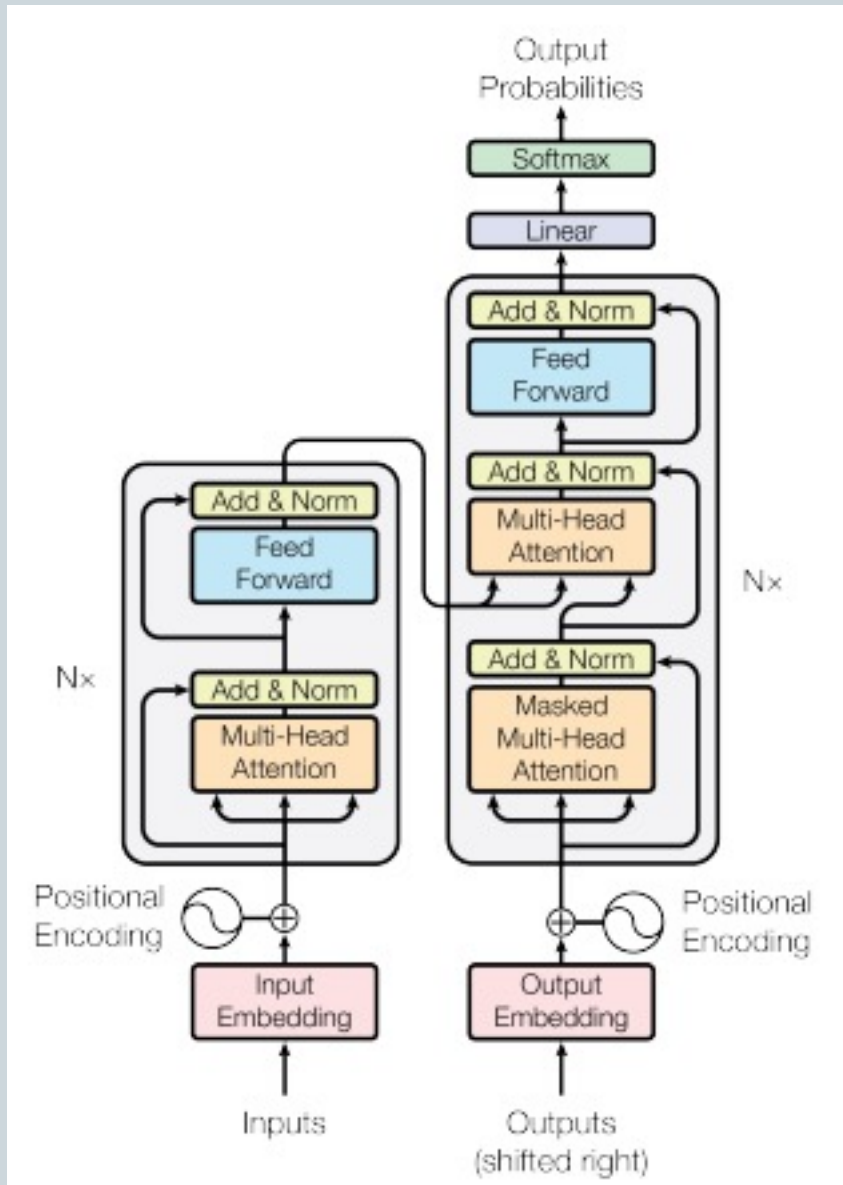 Output
Probabilities
Softmax
Linear
Add & Norm
Feed
Forward
Add & Norm
Multi-Head
Attention
Add & Norm
Masked
Multi-Head
Attention
N×
Add & Norm
Feed
Forward
Add & Norm
Multi-Head
Attention
N×
Positional
Encoding
Positional
Encoding
Input
Embedding
Output
Embedding
Inputs
Outputs
(shifted right)